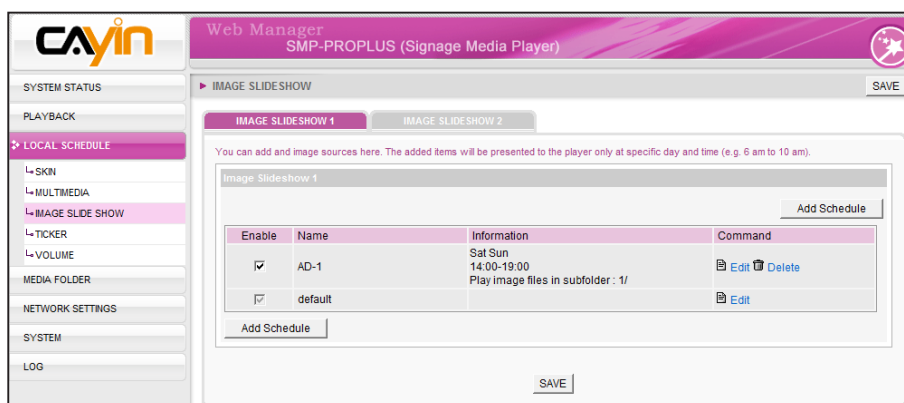 CAYIN
Web Manager
SMP-PROPLUS (Signage Media Player)
SYSTEM STATUS
PLAYBACK
LOCAL SCHEDULE
SKIN
MULTIMEDIA
IMAGE SLIDE SHOW
TICKER
VOLUME
MEDIA FOLDER
NETWORK SETTINGS
SYSTEM
LOG
IMAGE SLIDESHOW
SAVE
IMAGE SLIDESHOW 1
IMAGE SLIDESHOW 2
You can add and image sources here. The added items will be presented to the player only at specific day and time (e.g. 6 am to 10 am).
Image Slideshow 1
Add Schedule
Enable Name Information Command
AD-1
Sat Sun
14:00-19:00
Play image files in subfolder : 1/
Edit Delete
default
Edit
Add Schedule
SAVE